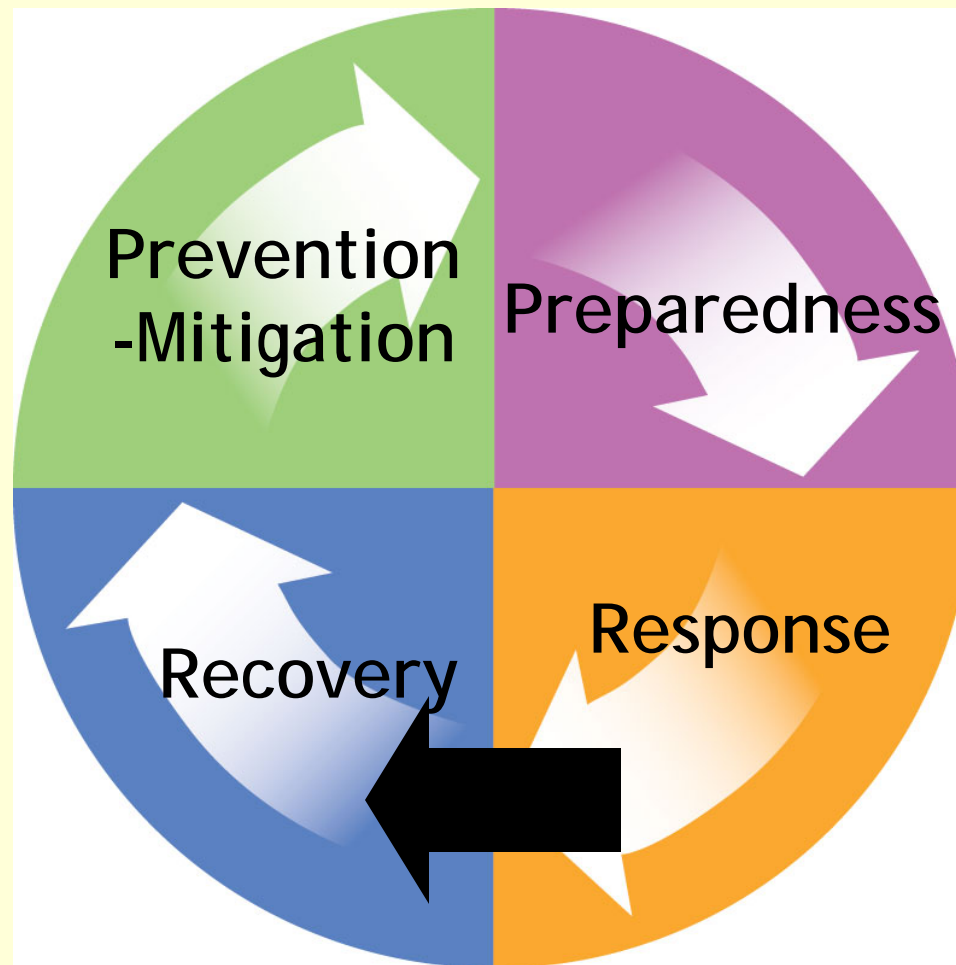 Prevention
-Mitigation
Preparedness
Response
Recovery